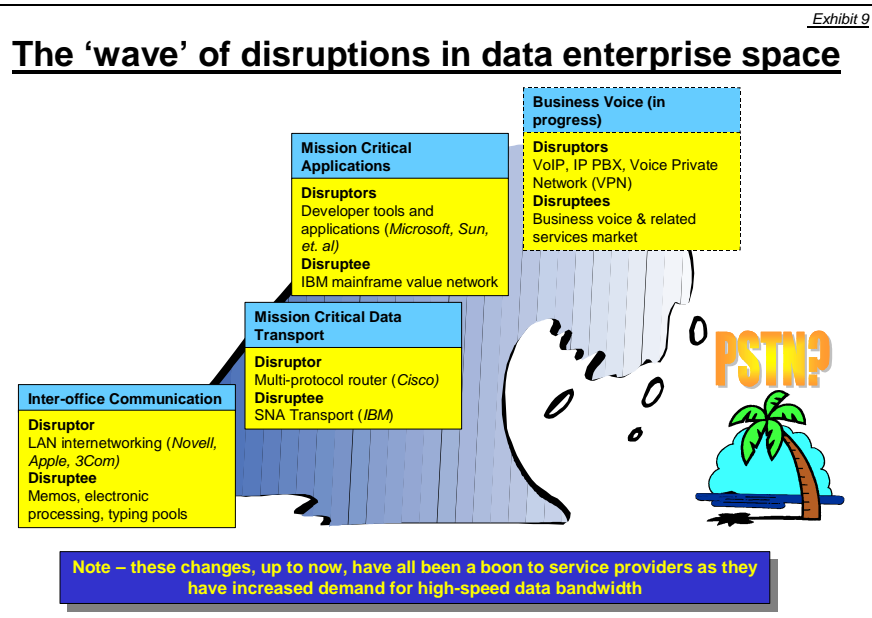 Exhibit 9
The ‘wave’ of disruptions in data enterprise space
Business Voice (in
progress)
Disruptors
VoIP, IP PBX, Voice Private
Network (VPN)
Disruptees
Business voice & related
services market
Mission Critical
Applications
Disruptors
Developer tools and
applications (Microsoft, Sun,
et. al)
Disruptee
IBM mainframe value network
Mission Critical Data
Transport
Disruptor
Multi-protocol router (Cisco)
Disruptee
SNA Transport (IBM)
Inter-office Communication
Disruptor
LAN internetworking (Novell,
Apple, 3Com)
Disruptee
Memos, electronic
processing, typing pools
PSTN?
Note – these changes, up to now, have all been a boon to service providers as they
have increased demand for high-speed data bandwidth